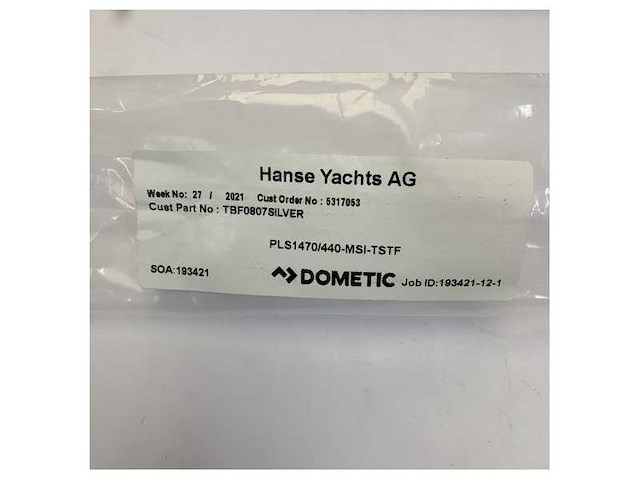 Hanse Yachts AG
Week No: 27 / 2021 Cust Order No : 5317053
Cust Part No : TBF0807SILVER
PLS1470/440-MSI-TSTF
SOA:193421 DOMETIC Job ID:193421-12-1